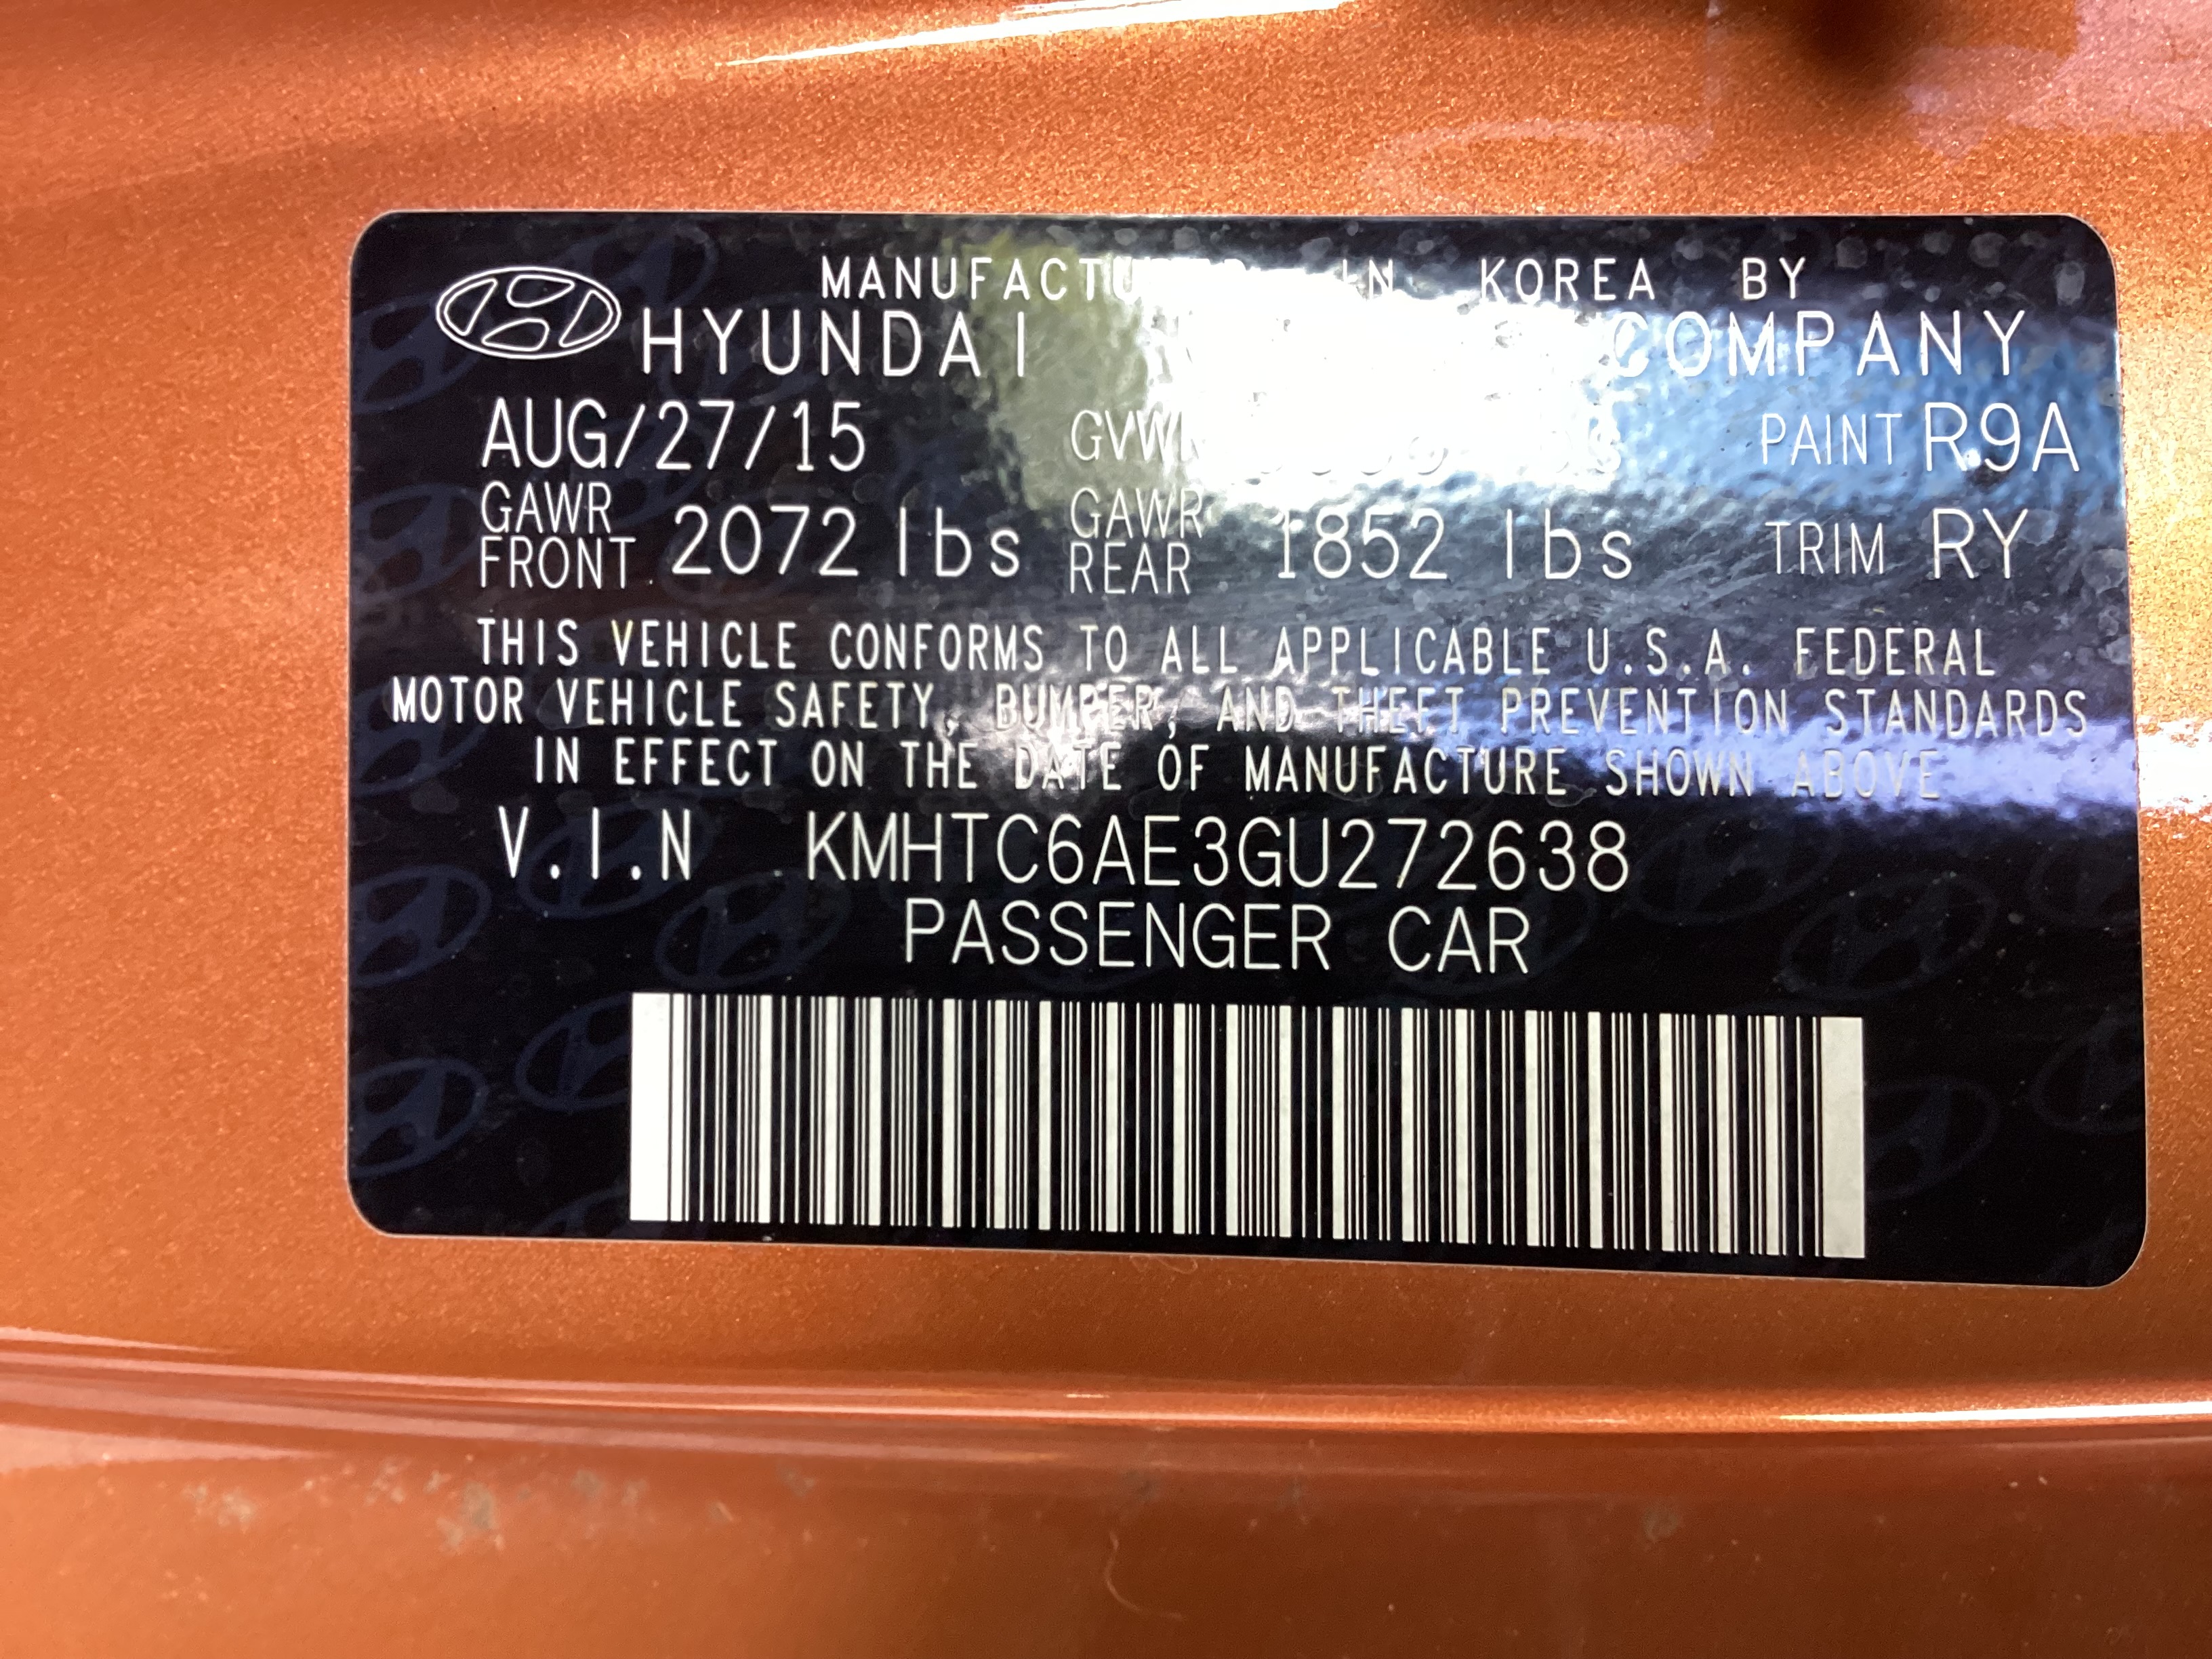 KOREA BY
HYUNDAI COMPANY
AUG/27/15 PAINT R9A
GAWR FRONT 2072 lbs GAWR REAR 1852 lbs TRIM RY
THIS VEHICLE CONFORMS TO ALL APPLICABLE U.S.A. FEDERAL
MOTOR VEHICLE SAFETY, BUMPER, AND THEFT PREVENTION STANDARDS
IN EFFECT ON THE DATE OF MANUFACTURE SHOWN ABOVE
V.I.N KMHTC6AE3GU272638
PASSENGER CAR